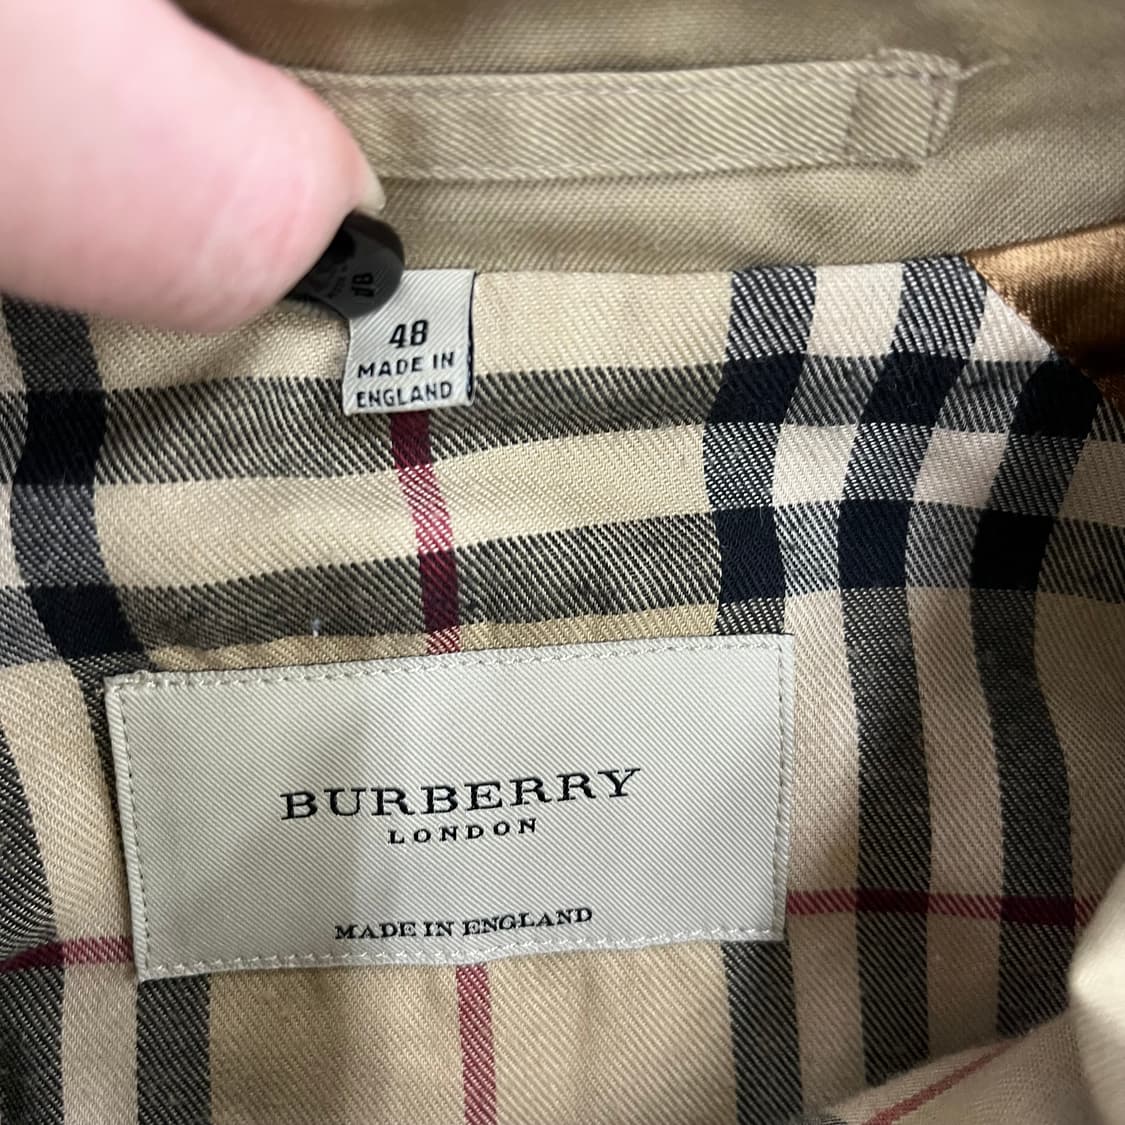 48
MADE IN
ENGLAND
BURBERRY
LONDON
MADE IN ENGLAND